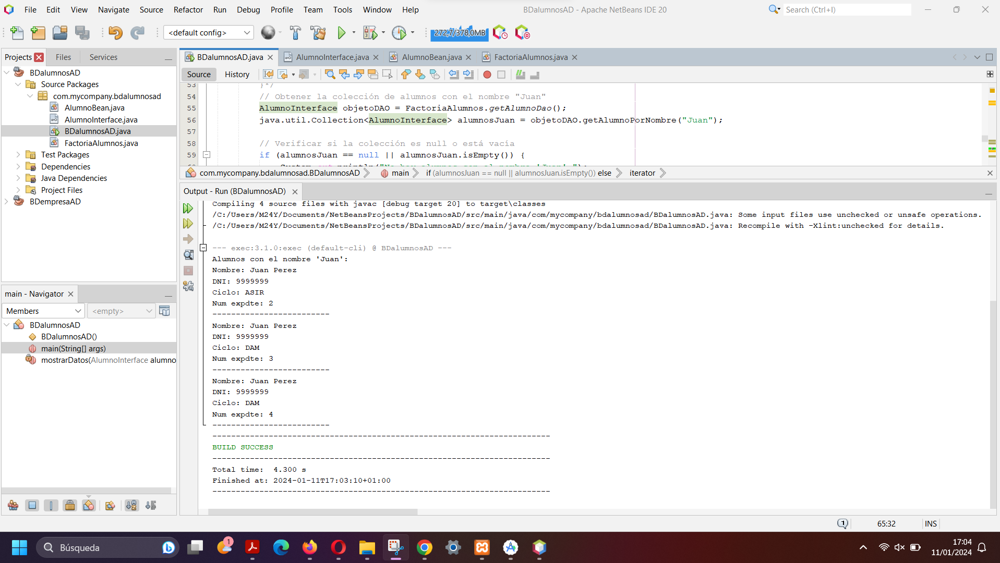 File Edit View Navigate Source Refactor Run Debug Profile Team Tools Window Help
BDalumnosAD - Apache NetBeans IDE 20
Search (Ctrl+I)
<default config>
272,7/378,0MB
Projects Files Services
BDalumnosAD
Source Packages
com.mycompany.bdalumnosad
AlumnoBean.java
AlumnoInterface.java
BDalumnosAD.java
FactoriaAlumnos.java
Test Packages
Dependencies
Java Dependencies
Project Files
BDempresaAD
main - Navigator
Members
<empty>
BDalumnosAD
BDalumnosAD()
main(String[] args)
mostrarDatos(AlumnoInterface alumno
BDalumnosAD.java AlumnoInterface.java AlumnoBean.java FactoriaAlumnos.java
Source History
53 }*/
54 // Obtener la colección de alumnos con el nombre "Juan"
55 AlumnoInterface objetoDAO = FactoriaAlumnos.getAlumnoDao();
56 java.util.Collection<AlumnoInterface> alumnosJuan = objetoDAO.getAlumnoPorNombre("Juan");
57
58 // Verificar si la colección es null o está vacía
59 if (alumnosJuan == null || alumnosJuan.isEmpty()) {
com.mycompany.bdalumnosad.BDalumnosAD main if (alumnosJuan == null || alumnosJuan.isEmpty()) else iterator
Output - Run (BDalumnosAD)
Compiling 4 source files with javac [debug target 20] to target\classes
/C:/Users/M24Y/Documents/NetBeansProjects/BDalumnosAD/src/main/java/com/mycompany/bdalumnosad/BDalumnosAD.java: Some input files use unchecked or unsafe operations.
/C:/Users/M24Y/Documents/NetBeansProjects/BDalumnosAD/src/main/java/com/mycompany/bdalumnosad/BDalumnosAD.java: Recompile with -Xlint:unchecked for details.
--- exec:3.1.0:exec (default-cli) @ BDalumnosAD ---
Alumnos con el nombre 'Juan':
Nombre: Juan Perez
DNI: 9999999
Ciclo: ASIR
Num expdte: 2
-------------------------
Nombre: Juan Perez
DNI: 9999999
Ciclo: DAM
Num expdte: 3
-------------------------
Nombre: Juan Perez
DNI: 9999999
Ciclo: DAM
Num expdte: 4
-------------------------
------------------------------------------------------------------------
BUILD SUCCESS
------------------------------------------------------------------------
Total time:  4.300 s
Finished at: 2024-01-11T17:03:10+01:00
------------------------------------------------------------------------
1
65:32
INS
Búsqueda
1
17:04
11/01/2024